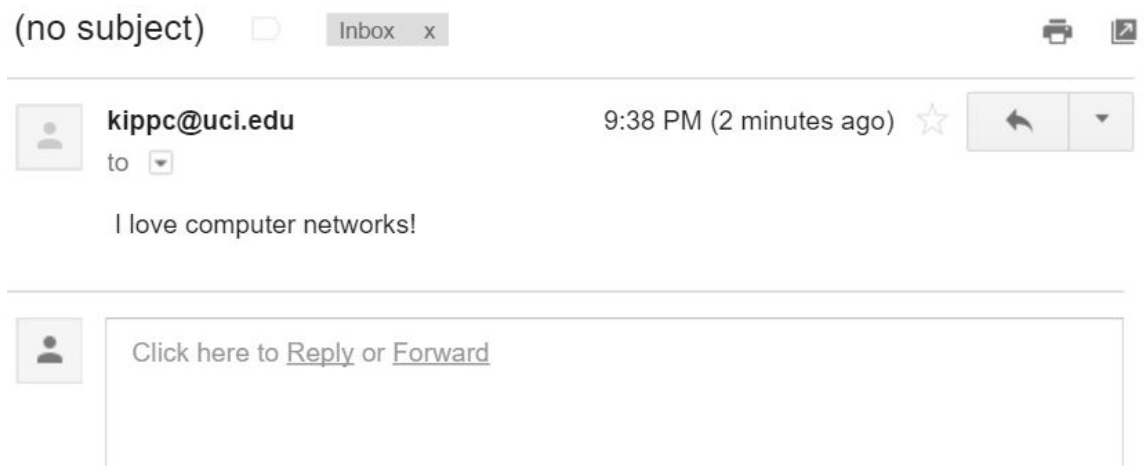 (no subject) Inbox x
kippc@uci.edu 9:38 PM (2 minutes ago)
to
I love computer networks!
Click here to Reply or Forward